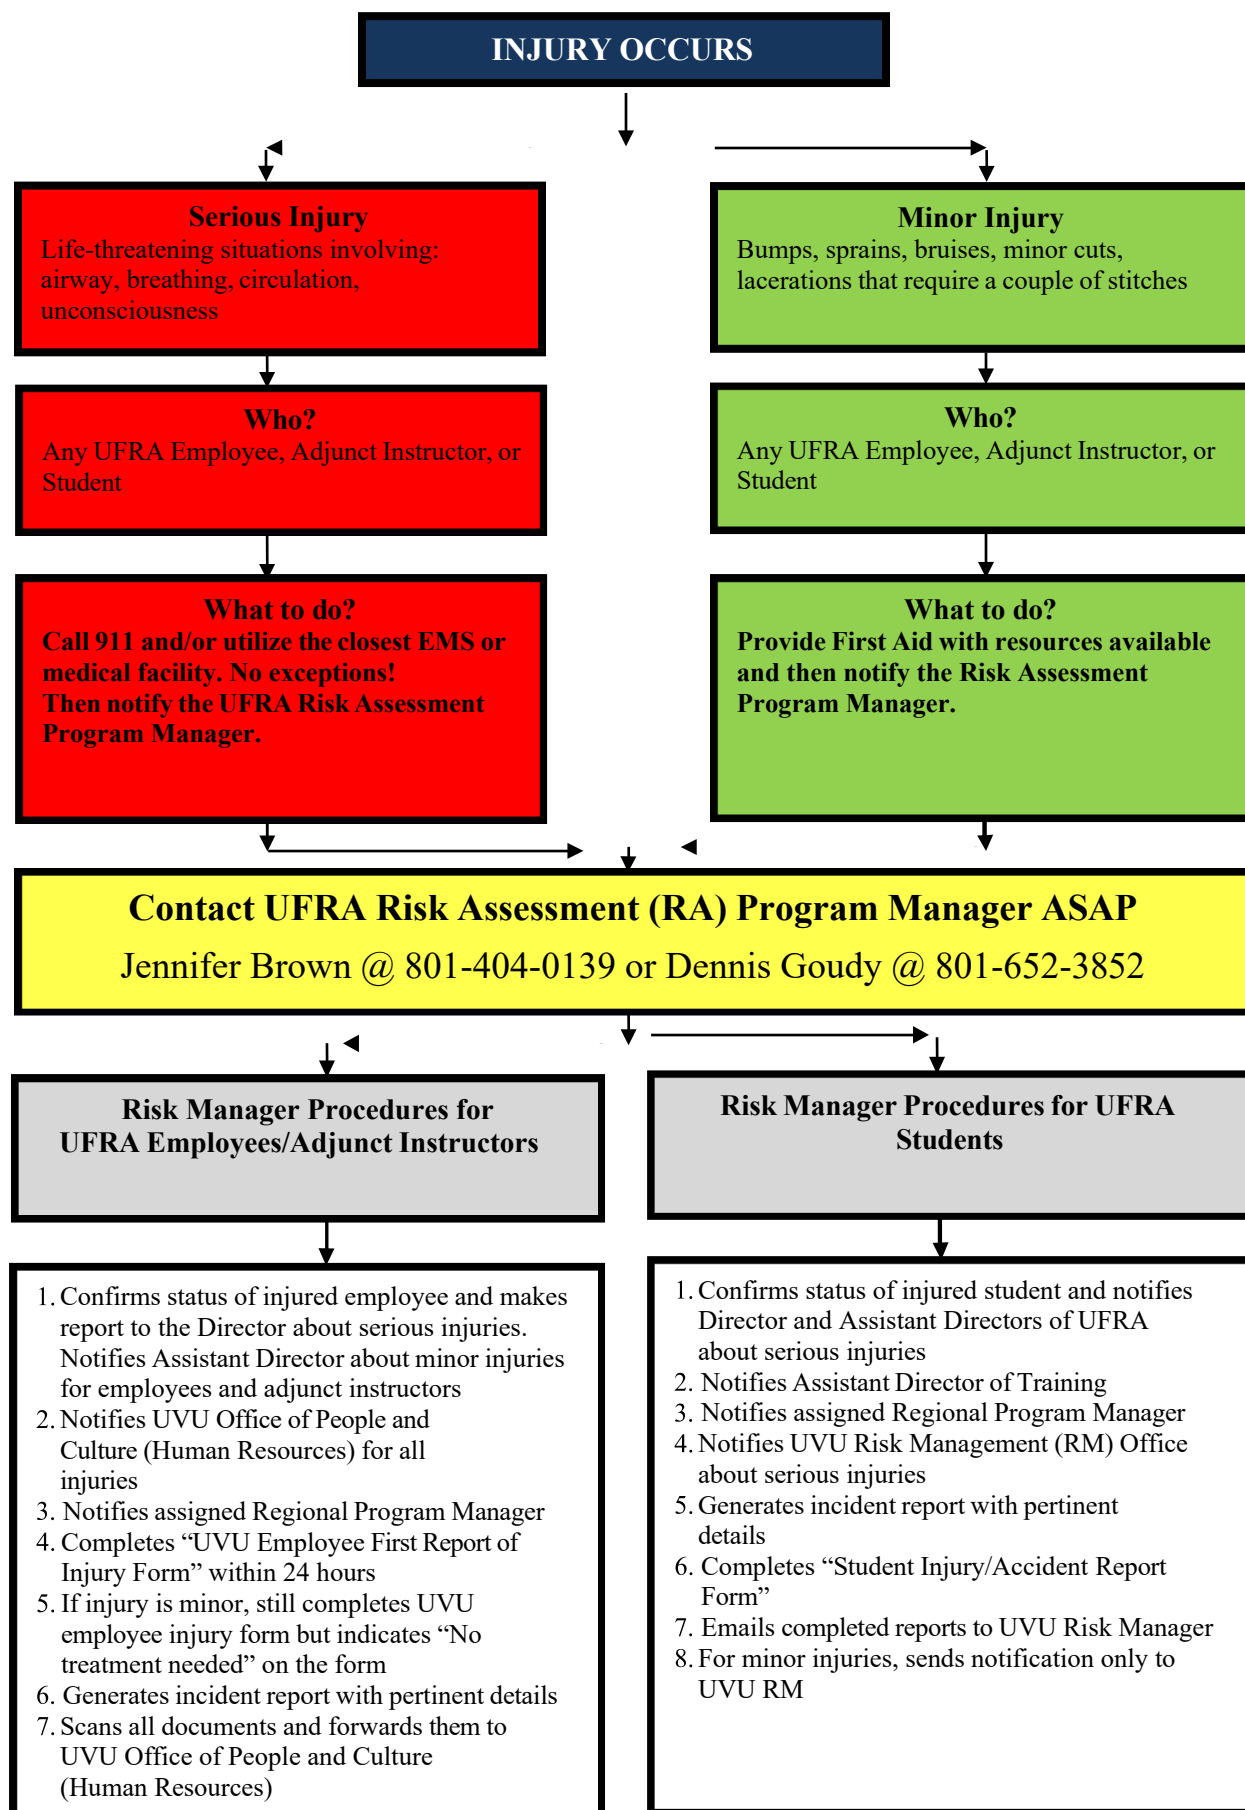 INJURY OCCURS
Serious Injury
Life-threatening situations involving:
airway, breathing, circulation,
unconsciousness
Minor Injury
Bumps, sprains, bruises, minor cuts,
lacerations that require a couple of stitches
Who?
Any UFRA Employee, Adjunct Instructor, or
Student
Who?
Any UFRA Employee, Adjunct Instructor, or
Student
What to do?
Call 911 and/or utilize the closest EMS or
medical facility. No exceptions!
Then notify the UFRA Risk Assessment
Program Manager.
What to do?
Provide First Aid with resources available
and then notify the Risk Assessment
Program Manager.
Contact UFRA Risk Assessment (RA) Program Manager ASAP
Jennifer Brown @ 801-404-0139 or Dennis Goudy @ 801-652-3852
Risk Manager Procedures for
UFRA Employees/Adjunct Instructors
Risk Manager Procedures for UFRA
Students
1. Confirms status of injured employee and makes
report to the Director about serious injuries.
Notifies Assistant Director about minor injuries
for employees and adjunct instructors
2. Notifies UVU Office of People and
Culture (Human Resources) for all
injuries
3. Notifies assigned Regional Program Manager
4. Completes “UVU Employee First Report of
Injury Form” within 24 hours
5. If injury is minor, still completes UVU
employee injury form but indicates “No
treatment needed” on the form
6. Generates incident report with pertinent details
7. Scans all documents and forwards them to
UVU Office of People and Culture
(Human Resources)
1. Confirms status of injured student and notifies
Director and Assistant Directors of UFRA
about serious injuries
2. Notifies Assistant Director of Training
3. Notifies assigned Regional Program Manager
4. Notifies UVU Risk Management (RM) Office
about serious injuries
5. Generates incident report with pertinent
details
6. Completes “Student Injury/Accident Report
Form”
7. Emails completed reports to UVU Risk Manager
8. For minor injuries, sends notification only to
UVU RM